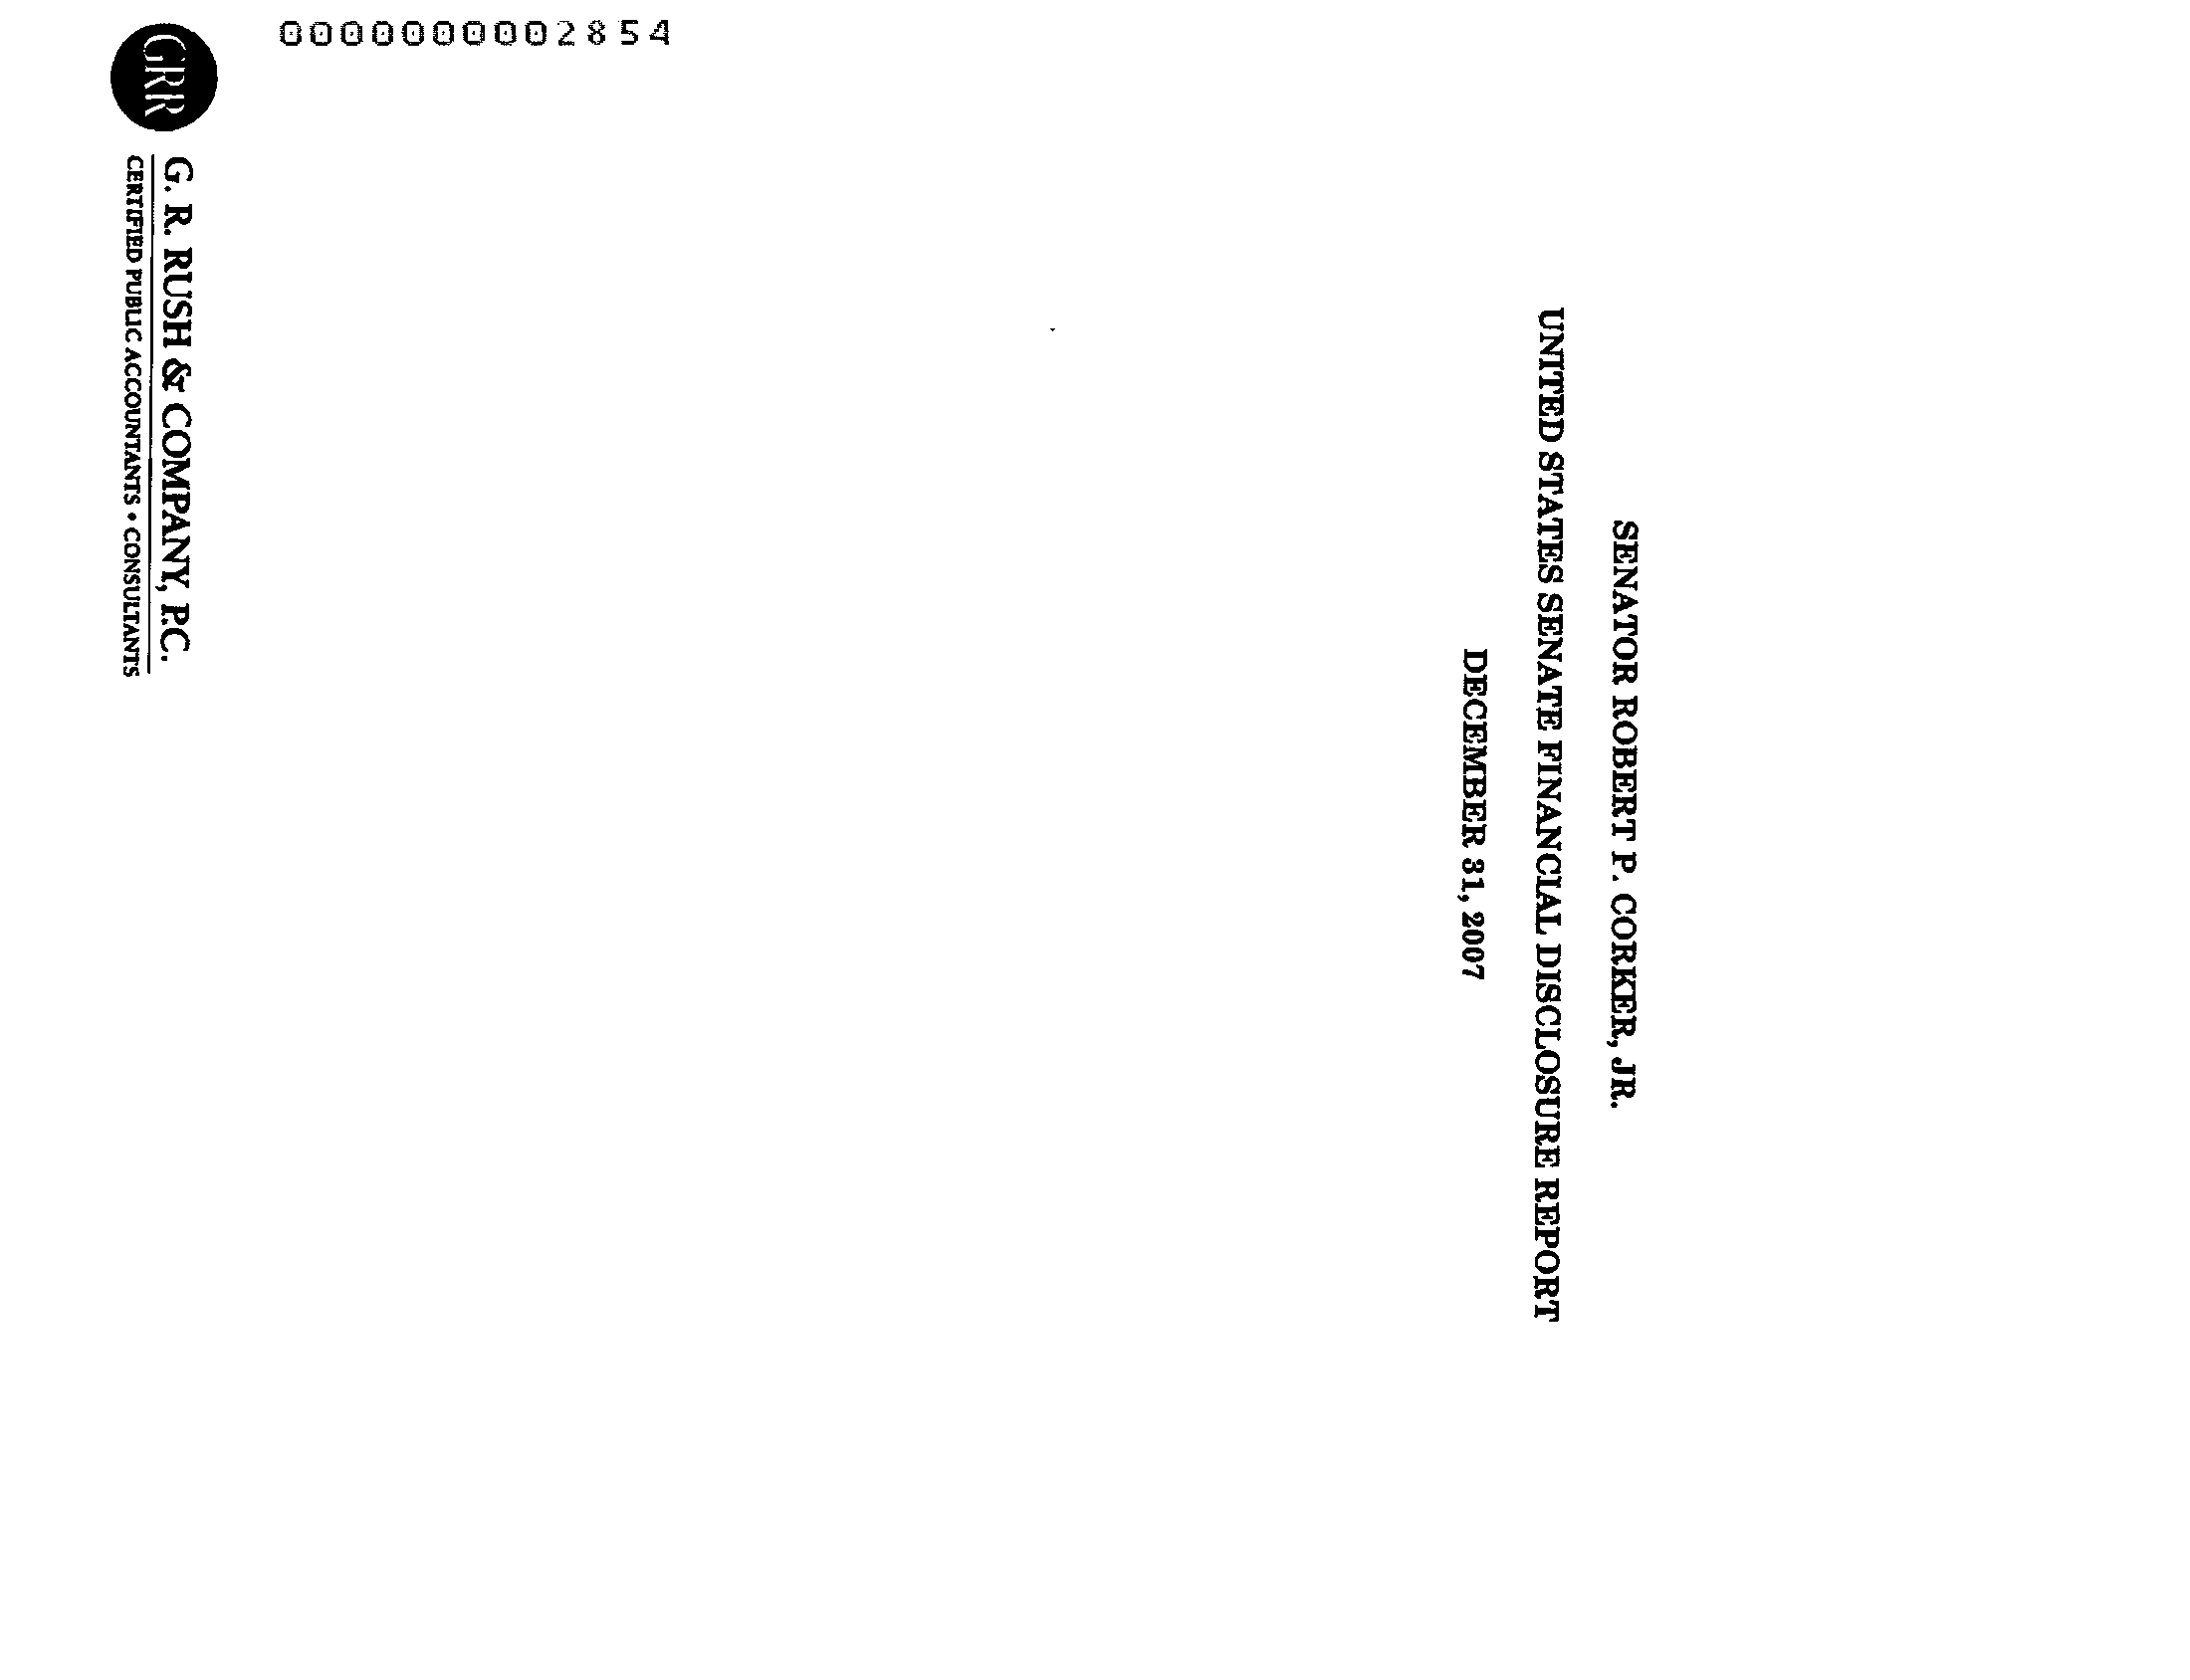 0000000002854
SENATOR ROBERT P. CORKER, JR.
UNITED STATES SENATE FINANCIAL DISCLOSURE REPORT
DECEMBER 31, 2007
GRR
G. R. RUSH & COMPANY, P.C.
CERTIFIED PUBLIC ACCOUNTANTS • CONSULTANTS